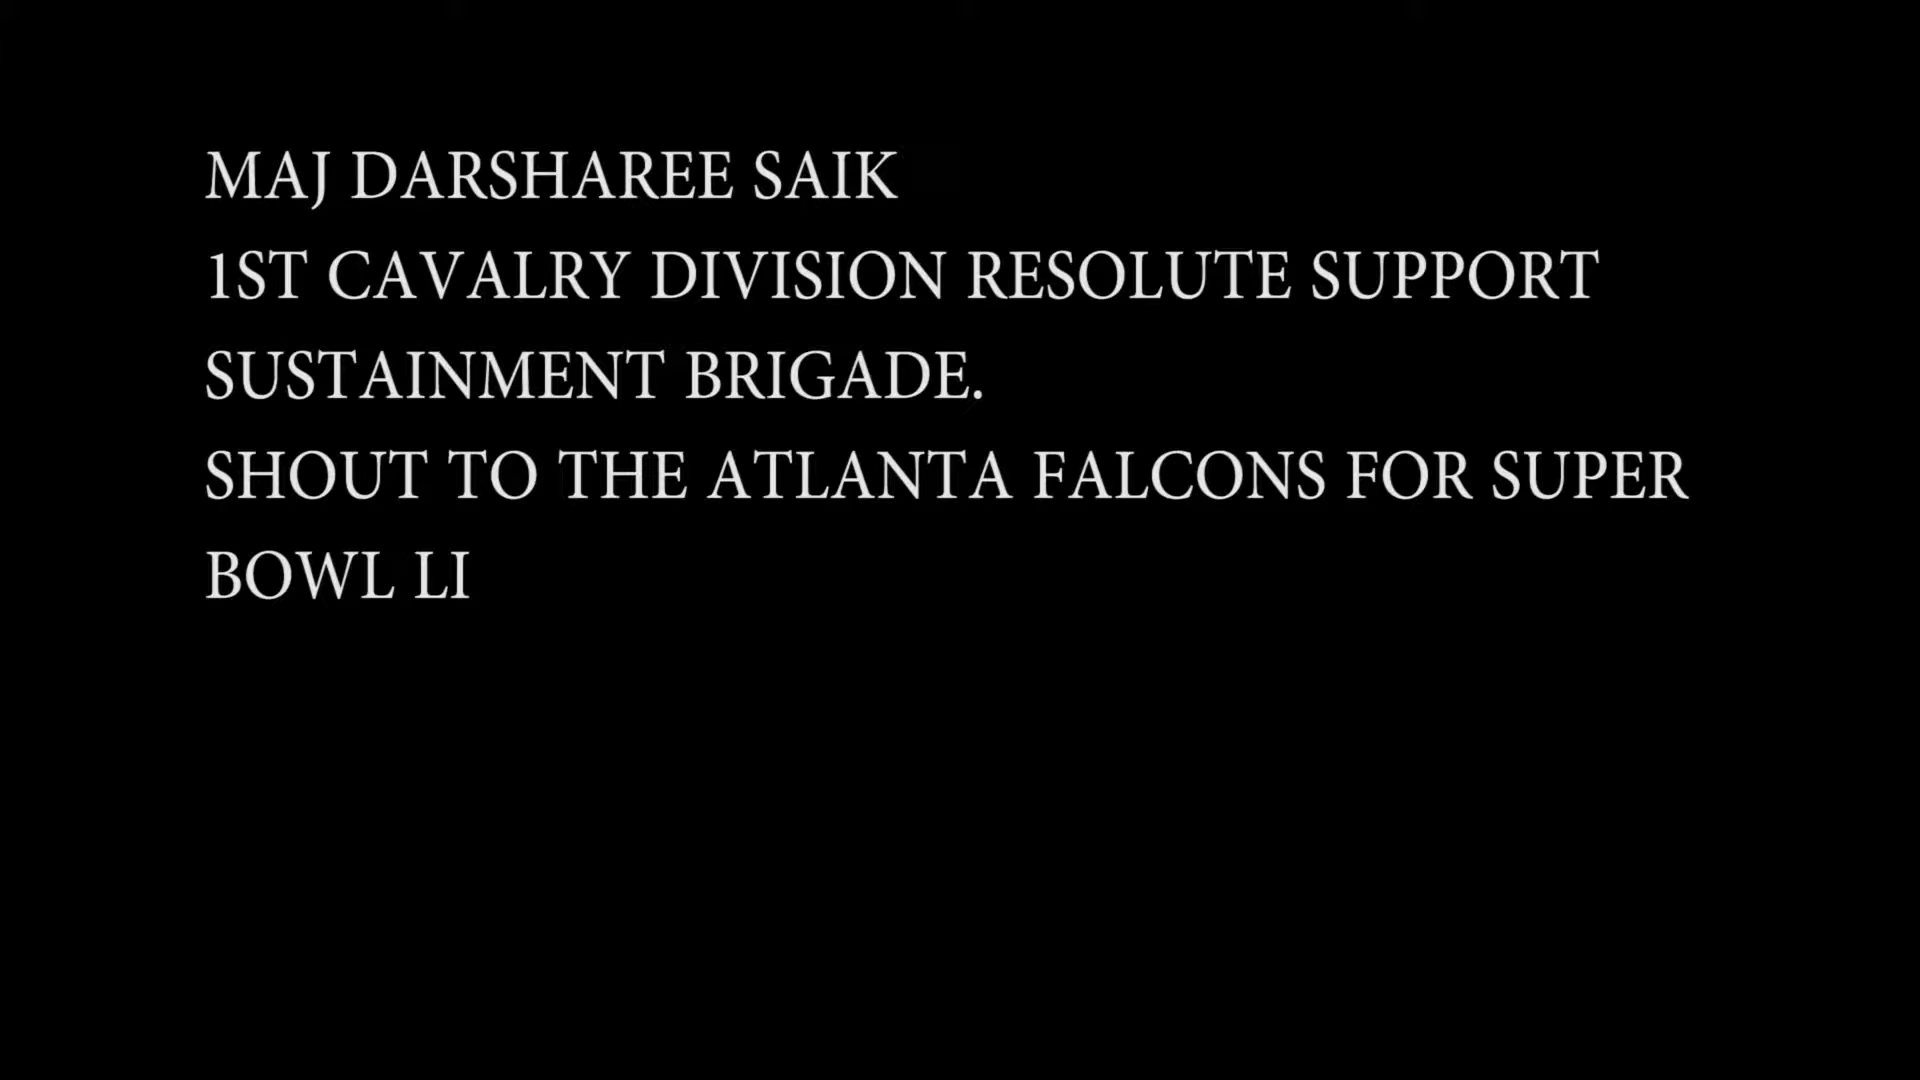 MAJ DARSHAREE SAIK
1ST CAVALRY DIVISION RESOLUTE SUPPORT
SUSTAINMENT BRIGADE.
SHOUT TO THE ATLANTA FALCONS FOR SUPER
BOWL LI